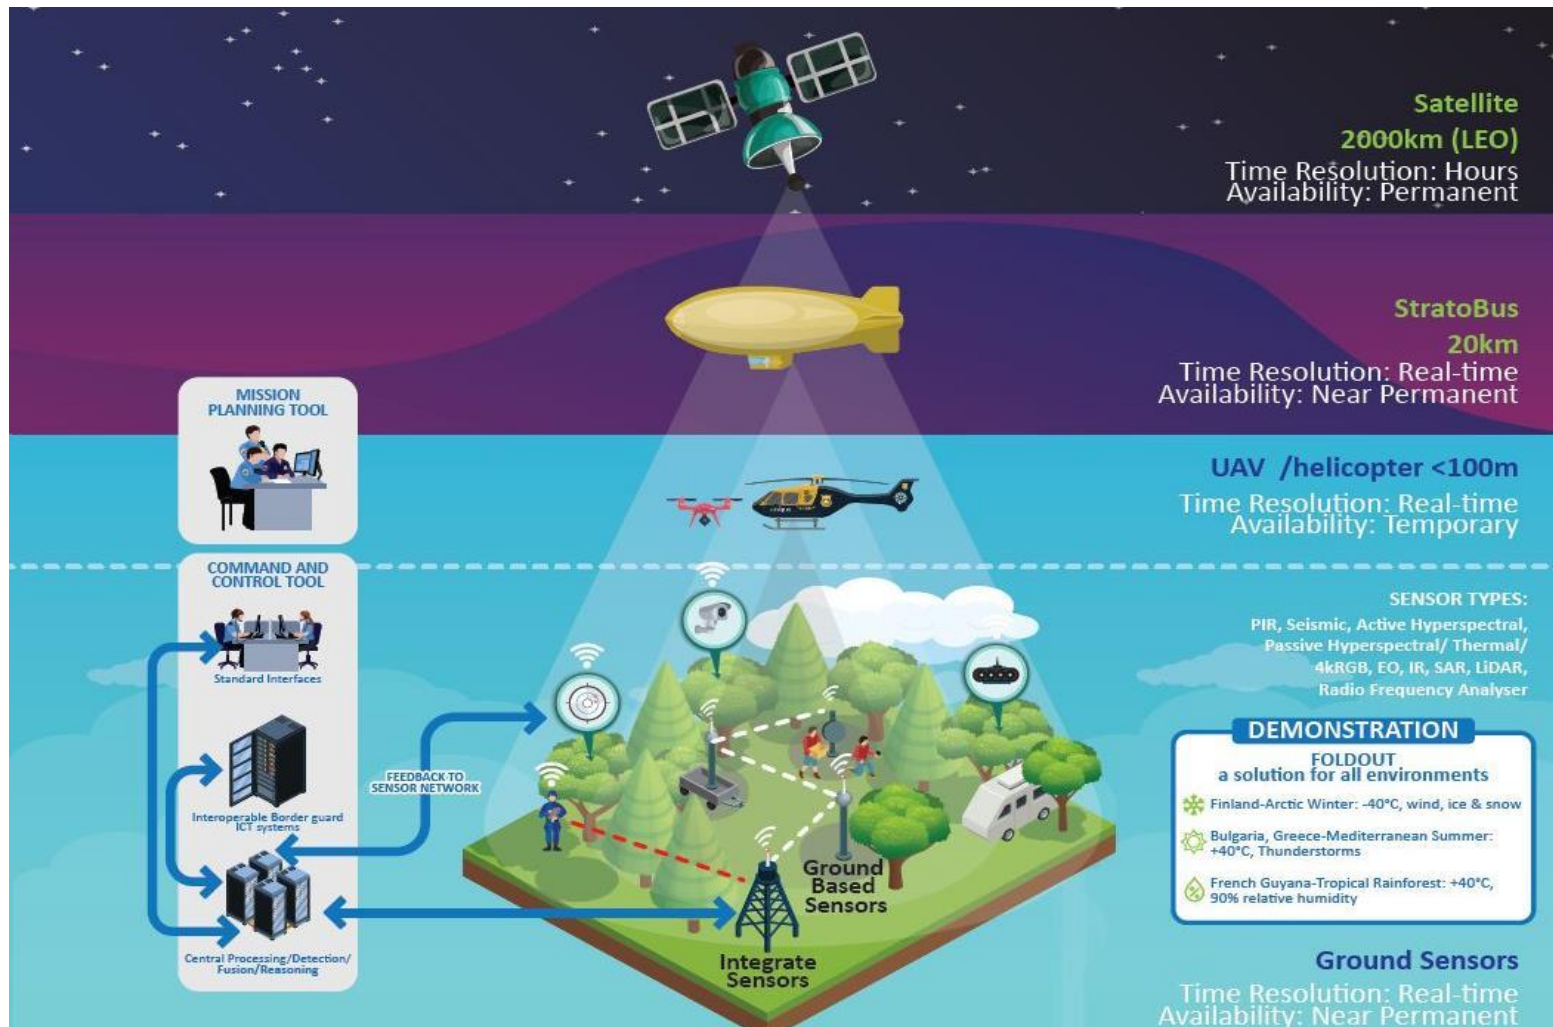 Satellite
2000km (LEO)
Time Resolution: Hours
Availability: Permanent
StratoBus
20km
Time Resolution: Real-time
Availability: Near Permanent
MISSION
PLANNING TOOL
UAV /helicopter <100m
Time Resolution: Real-time
Availability: Temporary
COMMAND AND
CONTROL TOOL
Standard Interfaces
Interoperable Border guard
ICT systems
Central Processing/Detection/
Fusion/Reasoning
FEEDBACK TO
SENSOR NETWORK
Ground
Based
Sensors
Integrate
Sensors
SENSOR TYPES:
PIR, Seismic, Active Hyperspectral,
Passive Hyperspectral/ Thermal/
4kRGB, EO, IR, SAR, LiDAR,
Radio Frequency Analyser
DEMONSTRATION
FOLDOUT
a solution for all environments
Finland-Arctic Winter: -40°C, wind, ice & snow
Bulgaria, Greece-Mediterranean Summer:
+40°C, Thunderstorms
French Guyana-Tropical Rainforest: +40°C,
90% relative humidity
Ground Sensors
Time Resolution: Real-time
Availability: Near Permanent